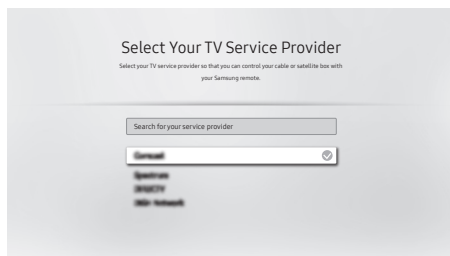 Select Your TV Service Provider
Select your TV service provider so that you can control your cable or satellite box with
your Samsung remote.
Search for your service provider